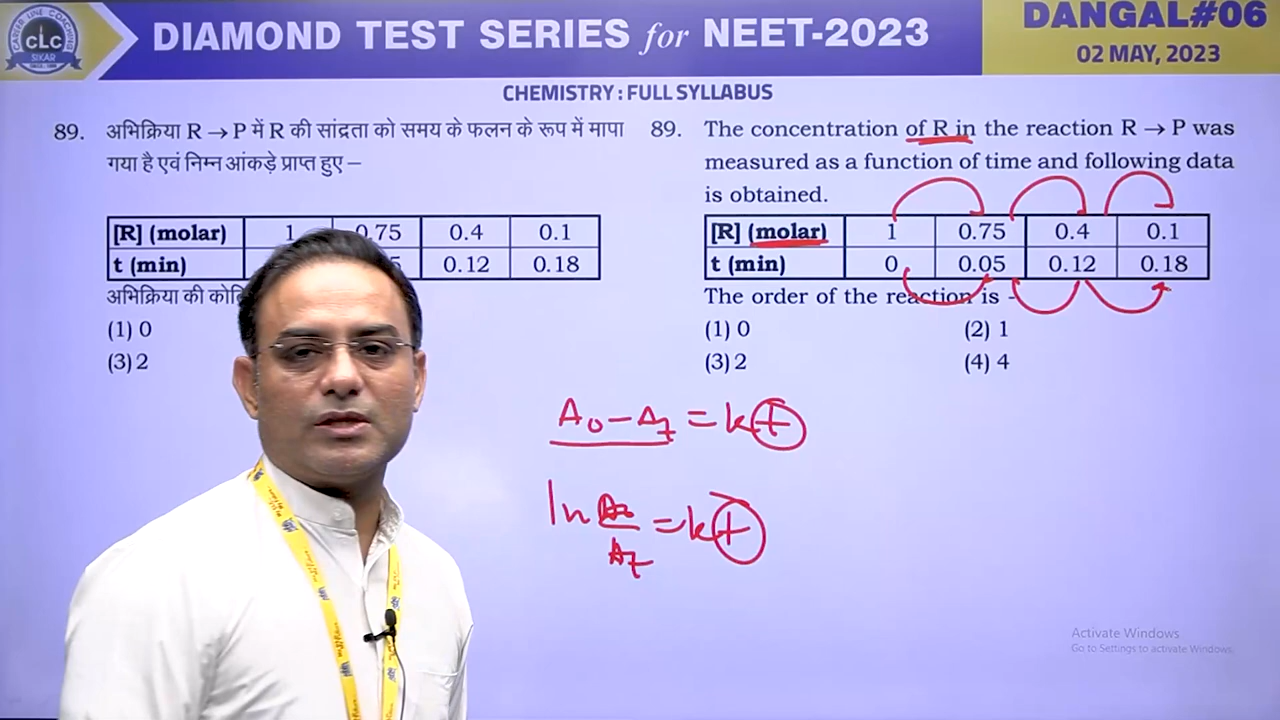 CLC
SIKAR
DIAMOND TEST SERIES for NEET-2023
DANGAL#06
02 MAY, 2023
CHEMISTRY : FULL SYLLABUS
89. अभिक्रिया R → P में R की सांद्रता को समय के फलन के रूप में मापा
गया है एवं निम्न आंकड़े प्राप्त हुए –
[R] (molar) 1 0.75 0.4 0.1
t (min) 0.12 0.18
अभिक्रिया की
(1) 0
(3) 2
89. The concentration of R in the reaction R → P was
measured as a function of time and following data
is obtained.
[R] (molar) 1 0.75 0.4 0.1
t (min) 0 0.05 0.12 0.18
The order of the reaction is -
(1) 0 (2) 1
(3) 2 (4) 4
A₀ – Aₜ = kt
ln A₀/Aₜ = kt
Activate Windows
Go to Settings to activate Windows.